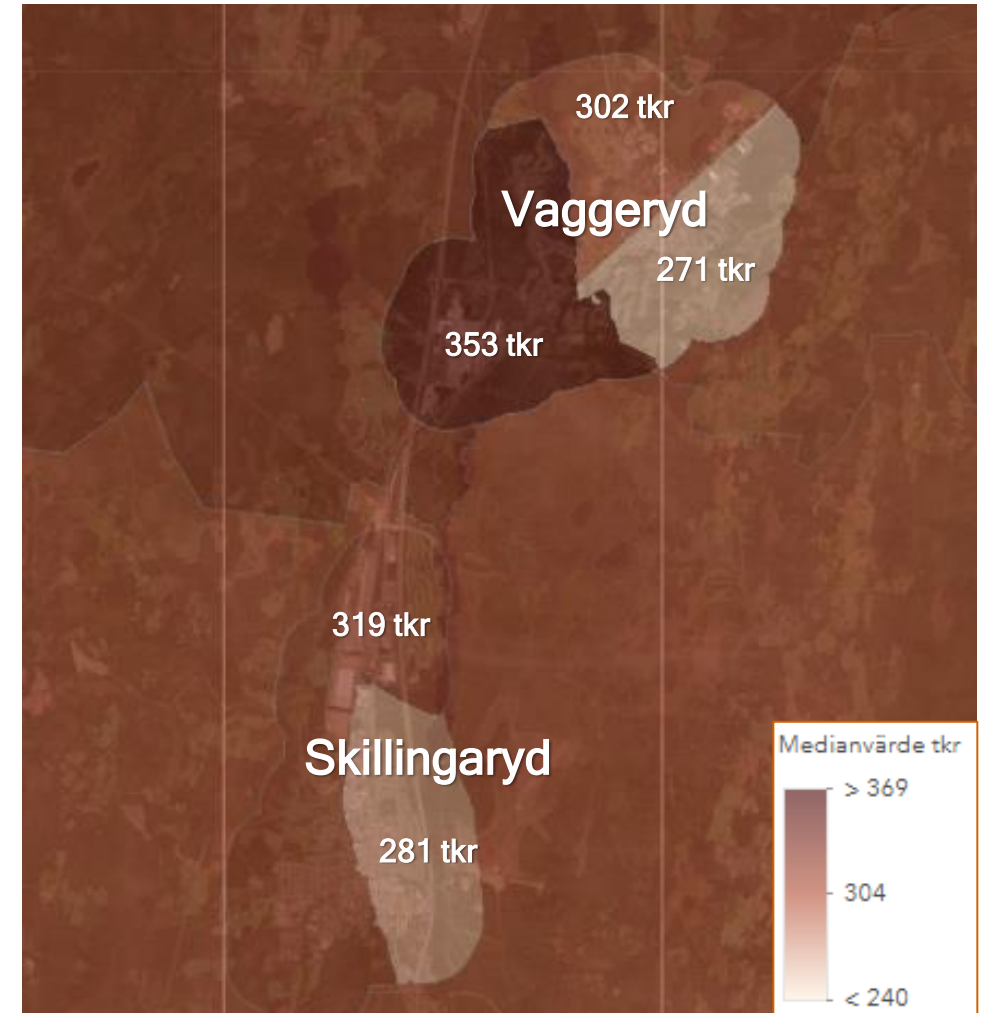 302 tkr
Vaggeryd
271 tkr
353 tkr
319 tkr
Skillingaryd
281 tkr
Medianvärde tkr
> 369
304
< 240